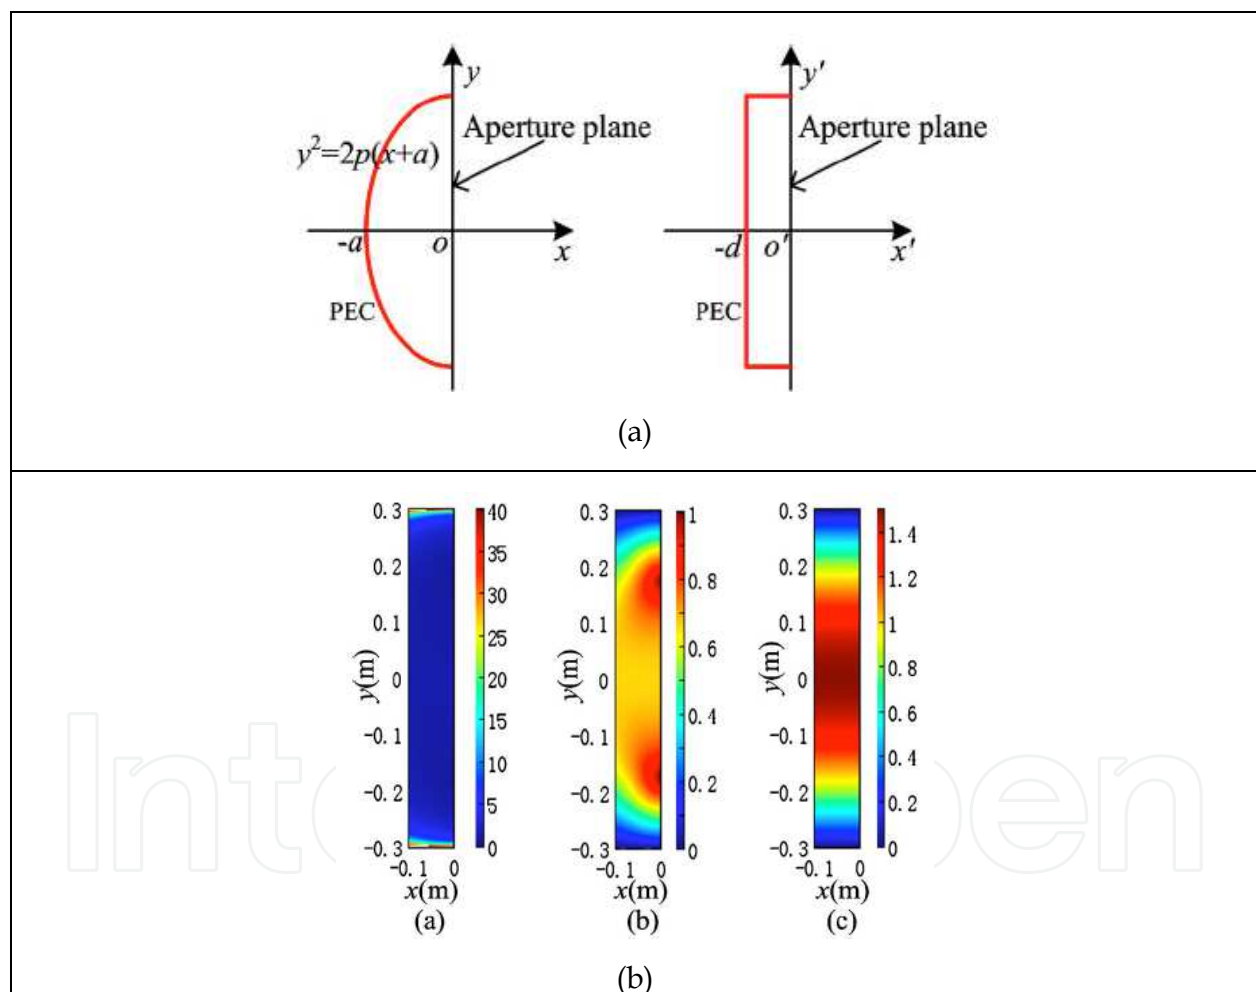 y
y'
Aperture plane
Aperture plane
y²=2p(x+a)
-a
o
x
-d
o'
x'
PEC
PEC
(a)
0.3
0.2
0.1
0
-0.1
-0.2
-0.3
y(m)
-0.1 0
x(m)
(a)
40
35
30
25
20
15
10
5
0
0.3
0.2
0.1
0
-0.1
-0.2
-0.3
y(m)
-0.1 0
x(m)
(b)
1
0.8
0.6
0.4
0.2
0
0.3
0.2
0.1
0
-0.1
-0.2
-0.3
y(m)
-0.1 0
x(m)
(c)
1.4
1.2
1
0.8
0.6
0.4
0.2
0
(b)